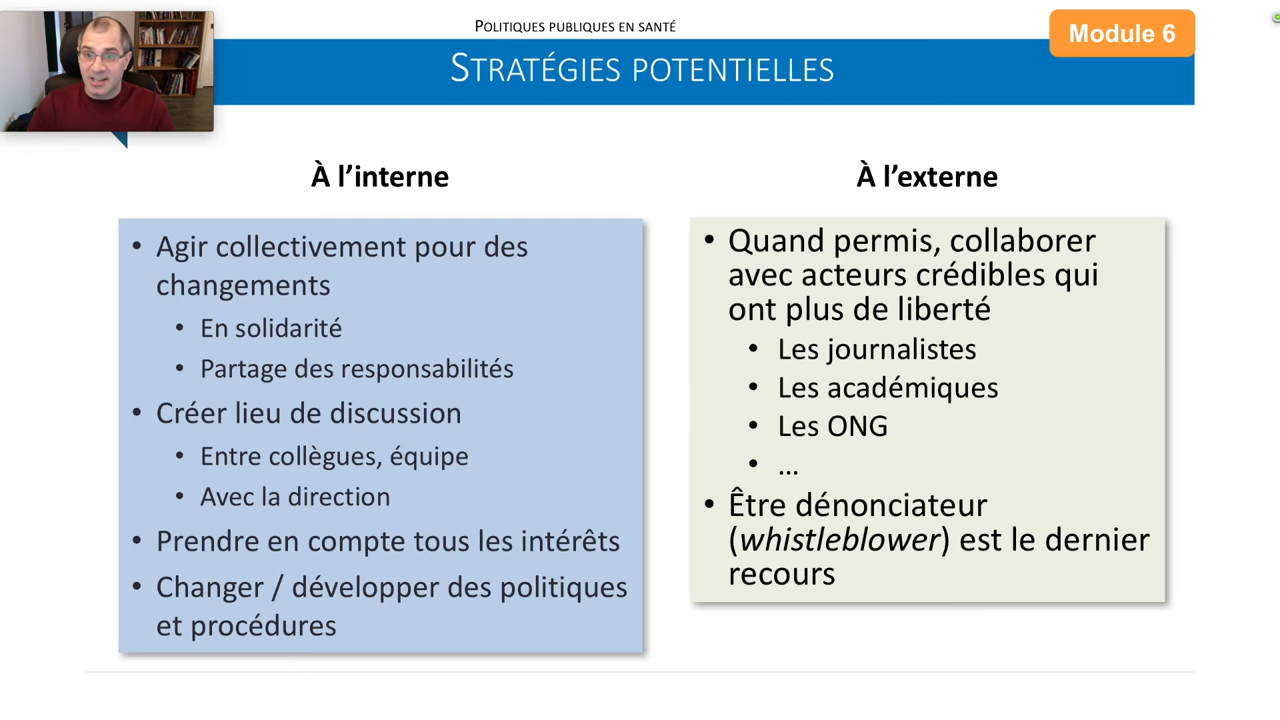 Politiques publiques en santé
Module 6
Stratégies potentielles
À l’interne
• Agir collectivement pour des
changements
• En solidarité
• Partage des responsabilités
• Créer lieu de discussion
• Entre collègues, équipe
• Avec la direction
• Prendre en compte tous les intérêts
• Changer / développer des politiques
et procédures
À l’externe
• Quand permis, collaborer
avec acteurs crédibles qui
ont plus de liberté
• Les journalistes
• Les académiques
• Les ONG
• …
• Être dénonciateur
(whistleblower) est le dernier
recours